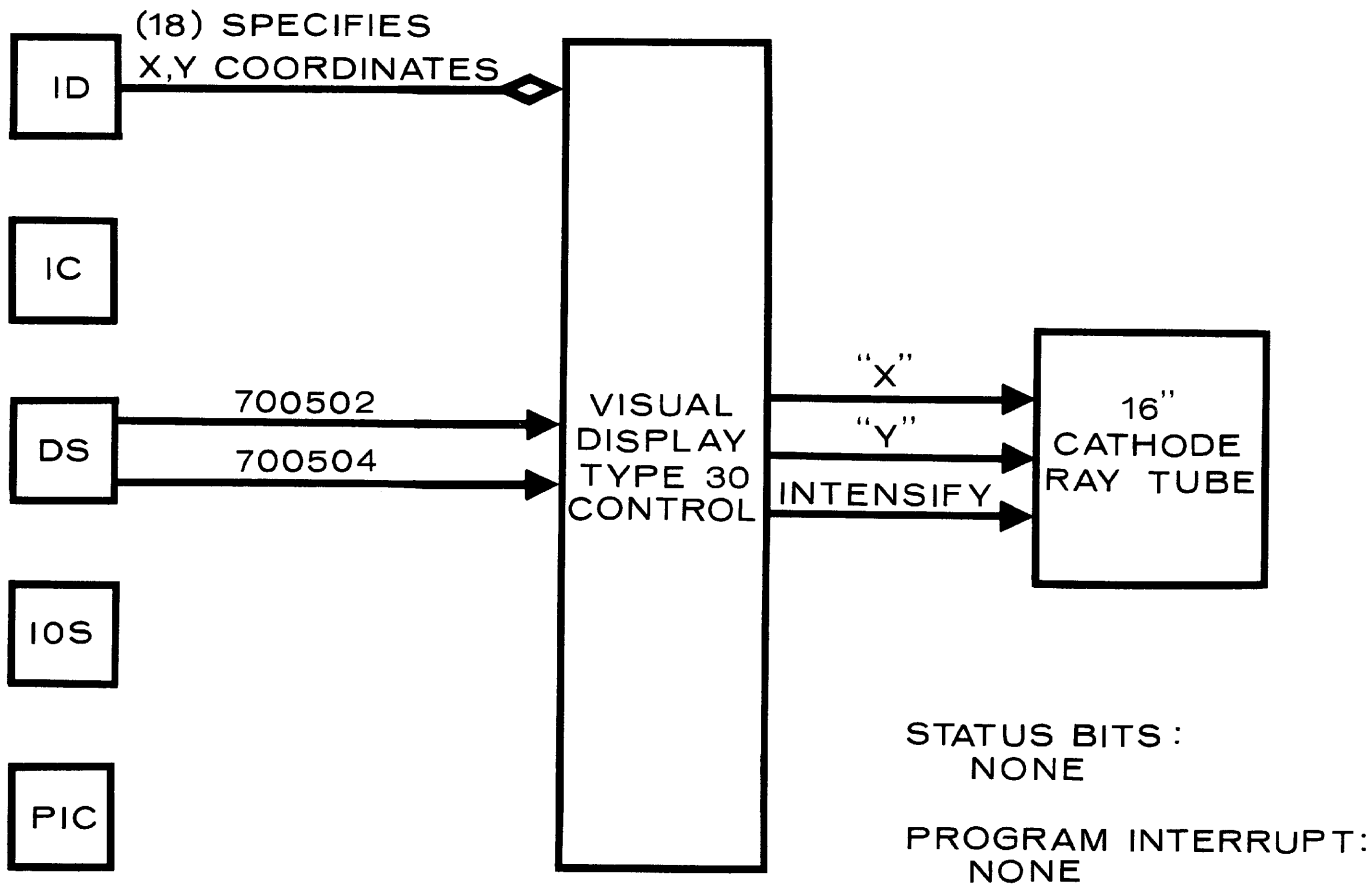 (18) SPECIFIES
X,Y COORDINATES
ID
IC
DS
700502
700504
IOS
PIC
VISUAL
DISPLAY
TYPE 30
CONTROL
“X”
“Y”
INTENSIFY
16”
CATHODE
RAY TUBE
STATUS BITS :
NONE
PROGRAM INTERRUPT:
NONE